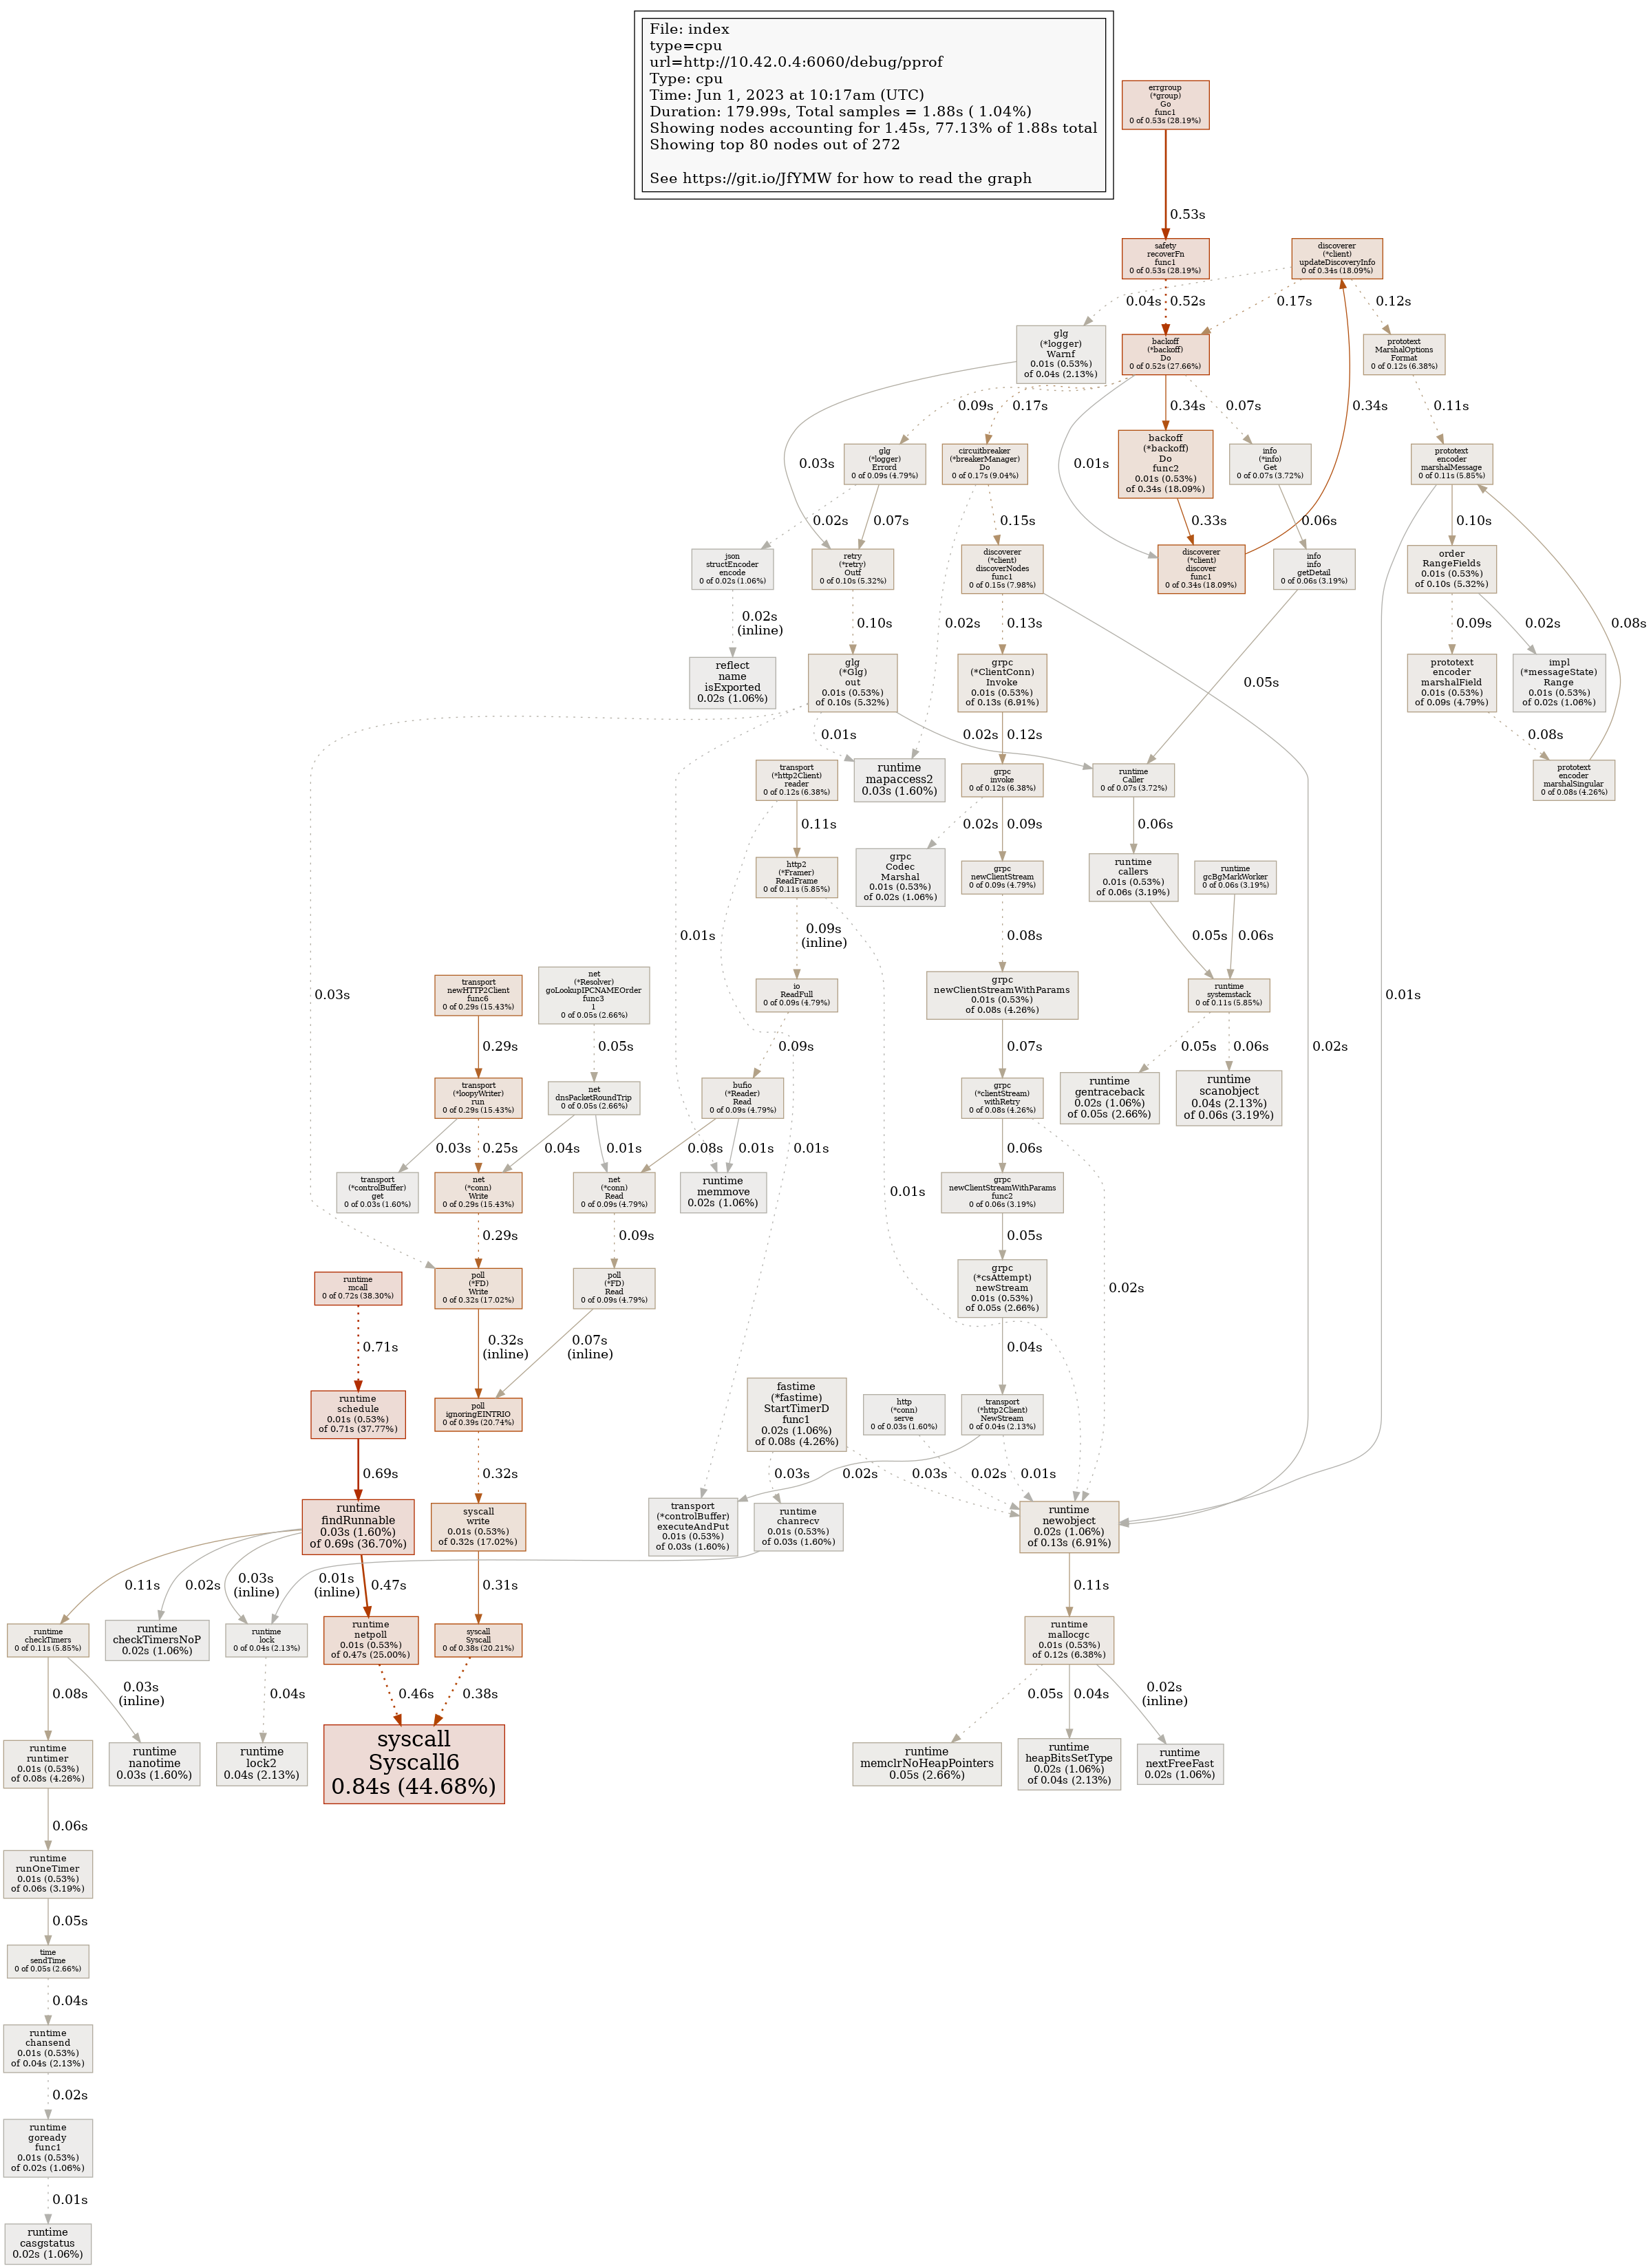 File: index
type=cpu
url=http://10.42.0.4:6060/debug/pprof
Type: cpu
Time: Jun 1, 2023 at 10:17am (UTC)
Duration: 179.99s, Total samples = 1.88s ( 1.04%)
Showing nodes accounting for 1.45s, 77.13% of 1.88s total
Showing top 80 nodes out of 272
See https://git.io/JfYMW for how to read the graph
errgroup
(*group)
Go
func1
0 of 0.53s (28.19%)
0.53s
safety
recoverFn
func1
0 of 0.53s (28.19%)
discoverer
(*client)
updateDiscoveryInfo
0 of 0.34s (18.09%)
0.04s
0.52s
0.17s
0.12s
glg
(*logger)
Warnf
0.01s (0.53%)
of 0.04s (2.13%)
backoff
(*backoff)
Do
0 of 0.52s (27.66%)
prototext
MarshalOptions
Format
0 of 0.12s (6.38%)
0.09s
0.17s
0.34s
0.07s
0.34s
0.11s
0.03s
glg
(*logger)
Errord
0 of 0.09s (4.79%)
circuitbreaker
(*breakerManager)
Do
0 of 0.17s (9.04%)
0.01s
backoff
(*backoff)
Do
func2
0.01s (0.53%)
of 0.34s (18.09%)
info
(*info)
Get
0 of 0.07s (3.72%)
prototext
encoder
marshalMessage
0 of 0.11s (5.85%)
0.02s
0.07s
0.15s
0.33s
0.06s
0.10s
json
structEncoder
encode
0 of 0.02s (1.06%)
retry
(*retry)
Outf
0 of 0.10s (5.32%)
discoverer
(*client)
discoverNodes
func1
0 of 0.15s (7.98%)
discoverer
(*client)
discover
func1
0 of 0.34s (18.09%)
info
info
getDetail
0 of 0.06s (3.19%)
order
RangeFields
0.01s (0.53%)
of 0.10s (5.32%)
0.02s
(inline)
0.10s
0.02s
0.13s
0.09s
0.02s
0.08s
reflect
name
isExported
0.02s (1.06%)
glg
(*Glg)
out
0.01s (0.53%)
of 0.10s (5.32%)
grpc
(*ClientConn)
Invoke
0.01s (0.53%)
of 0.13s (6.91%)
0.05s
prototext
encoder
marshalField
0.01s (0.53%)
of 0.09s (4.79%)
impl
(*messageState)
Range
0.01s (0.53%)
of 0.02s (1.06%)
0.01s
0.02s
0.12s
0.08s
transport
(*http2Client)
reader
0 of 0.12s (6.38%)
runtime
mapaccess2
0.03s (1.60%)
grpc
invoke
0 of 0.12s (6.38%)
runtime
Caller
0 of 0.07s (3.72%)
prototext
encoder
marshalSingular
0 of 0.08s (4.26%)
0.11s
0.02s
0.09s
0.06s
http2
(*Framer)
ReadFrame
0 of 0.11s (5.85%)
grpc
Codec
Marshal
0.01s (0.53%)
of 0.02s (1.06%)
grpc
newClientStream
0 of 0.09s (4.79%)
runtime
callers
0.01s (0.53%)
of 0.06s (3.19%)
runtime
gcBgMarkWorker
0 of 0.06s (3.19%)
0.01s
0.09s
(inline)
0.08s
0.05s
0.06s
0.03s
transport
newHTTP2Client
func6
0 of 0.29s (15.43%)
net
(*Resolver)
goLookupIPCNAMEOrder
func3
1
0 of 0.05s (2.66%)
io
ReadFull
0 of 0.09s (4.79%)
grpc
newClientStreamWithParams
0.01s (0.53%)
of 0.08s (4.26%)
runtime
systemstack
0 of 0.11s (5.85%)
0.01s
0.29s
0.05s
0.09s
0.07s
0.05s
0.06s
0.02s
transport
(*loopyWriter)
run
0 of 0.29s (15.43%)
net
dnsPacketRoundTrip
0 of 0.05s (2.66%)
bufio
(*Reader)
Read
0 of 0.09s (4.79%)
grpc
(*clientStream)
withRetry
0 of 0.08s (4.26%)
runtime
gentraceback
0.02s (1.06%)
of 0.05s (2.66%)
runtime
scanobject
0.04s (2.13%)
of 0.06s (3.19%)
0.03s
0.25s
0.04s
0.01s
0.08s
0.01s
0.01s
0.06s
transport
(*controlBuffer)
get
0 of 0.03s (1.60%)
net
(*conn)
Write
0 of 0.29s (15.43%)
net
(*conn)
Read
0 of 0.09s (4.79%)
runtime
memmove
0.02s (1.06%)
0.01s
grpc
newClientStreamWithParams
func2
0 of 0.06s (3.19%)
0.29s
0.09s
0.05s
runtime
mcall
0 of 0.72s (38.30%)
poll
(*FD)
Write
0 of 0.32s (17.02%)
poll
(*FD)
Read
0 of 0.09s (4.79%)
grpc
(*csAttempt)
newStream
0.01s (0.53%)
of 0.05s (2.66%)
0.02s
0.71s
0.32s
(inline)
0.07s
(inline)
0.04s
runtime
schedule
0.01s (0.53%)
of 0.71s (37.77%)
poll
ignoringEINTRIO
0 of 0.39s (20.74%)
fastime
(*fastime)
StartTimerD
func1
0.02s (1.06%)
of 0.08s (4.26%)
http
(*conn)
serve
0 of 0.03s (1.60%)
transport
(*http2Client)
NewStream
0 of 0.04s (2.13%)
0.69s
0.32s
0.03s
0.02s
0.03s
0.02s
0.01s
runtime
findRunnable
0.03s (1.60%)
of 0.69s (36.70%)
syscall
write
0.01s (0.53%)
of 0.32s (17.02%)
transport
(*controlBuffer)
executeAndPut
0.01s (0.53%)
of 0.03s (1.60%)
runtime
chanrecv
0.01s (0.53%)
of 0.03s (1.60%)
runtime
newobject
0.02s (1.06%)
of 0.13s (6.91%)
0.11s
0.02s
0.03s
(inline)
0.01s
(inline)
0.47s
0.31s
0.11s
runtime
checkTimers
0 of 0.11s (5.85%)
runtime
checkTimersNoP
0.02s (1.06%)
runtime
lock
0 of 0.04s (2.13%)
runtime
netpoll
0.01s (0.53%)
of 0.47s (25.00%)
syscall
Syscall
0 of 0.38s (20.21%)
runtime
mallocgc
0.01s (0.53%)
of 0.12s (6.38%)
0.08s
0.03s
(inline)
0.04s
0.46s
0.38s
0.05s
0.04s
0.02s
(inline)
runtime
runtimer
0.01s (0.53%)
of 0.08s (4.26%)
runtime
nanotime
0.03s (1.60%)
runtime
lock2
0.04s (2.13%)
syscall
Syscall6
0.84s (44.68%)
runtime
memclrNoHeapPointers
0.05s (2.66%)
runtime
heapBitsSetType
0.02s (1.06%)
of 0.04s (2.13%)
runtime
nextFreeFast
0.02s (1.06%)
0.06s
runtime
runOneTimer
0.01s (0.53%)
of 0.06s (3.19%)
0.05s
time
sendTime
0 of 0.05s (2.66%)
0.04s
runtime
chansend
0.01s (0.53%)
of 0.04s (2.13%)
0.02s
runtime
goready
func1
0.01s (0.53%)
of 0.02s (1.06%)
0.01s
runtime
casgstatus
0.02s (1.06%)